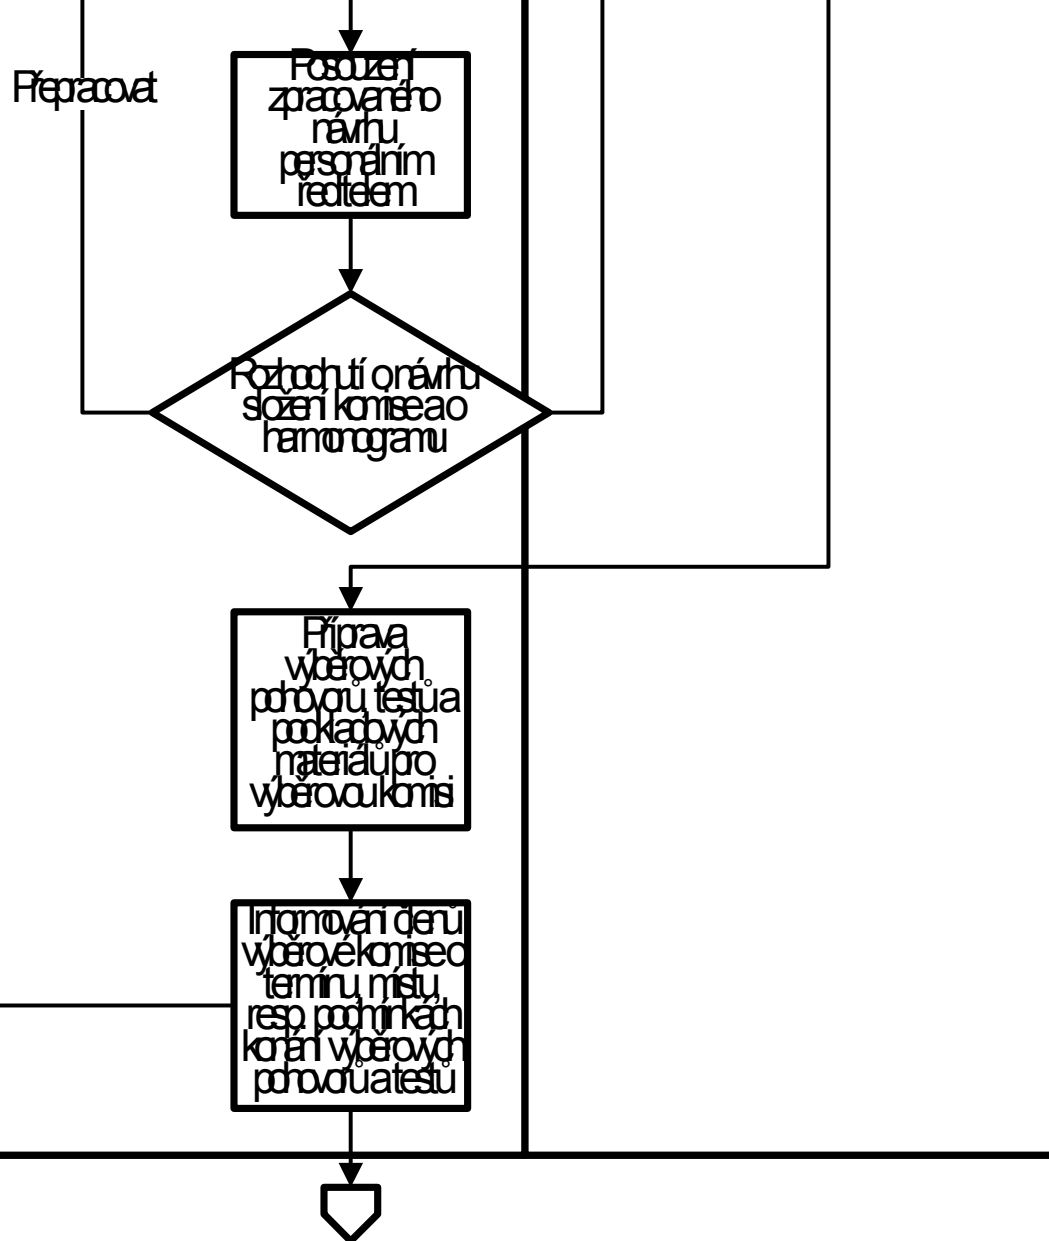 Posouzení
zpracovaného
návrhu
personálním
ředitelem
Přepracovat
Rozhodnutí o návrhu
složení komise a o
harmonogramu
Příprava
výběrových
pohovorů, testů a
podkladových
materiálů pro
výběrovou komisi
Informování členů
výběrové komise o
termínu, místu,
resp. podmínkách
konání výběrových
pohovorů a testů